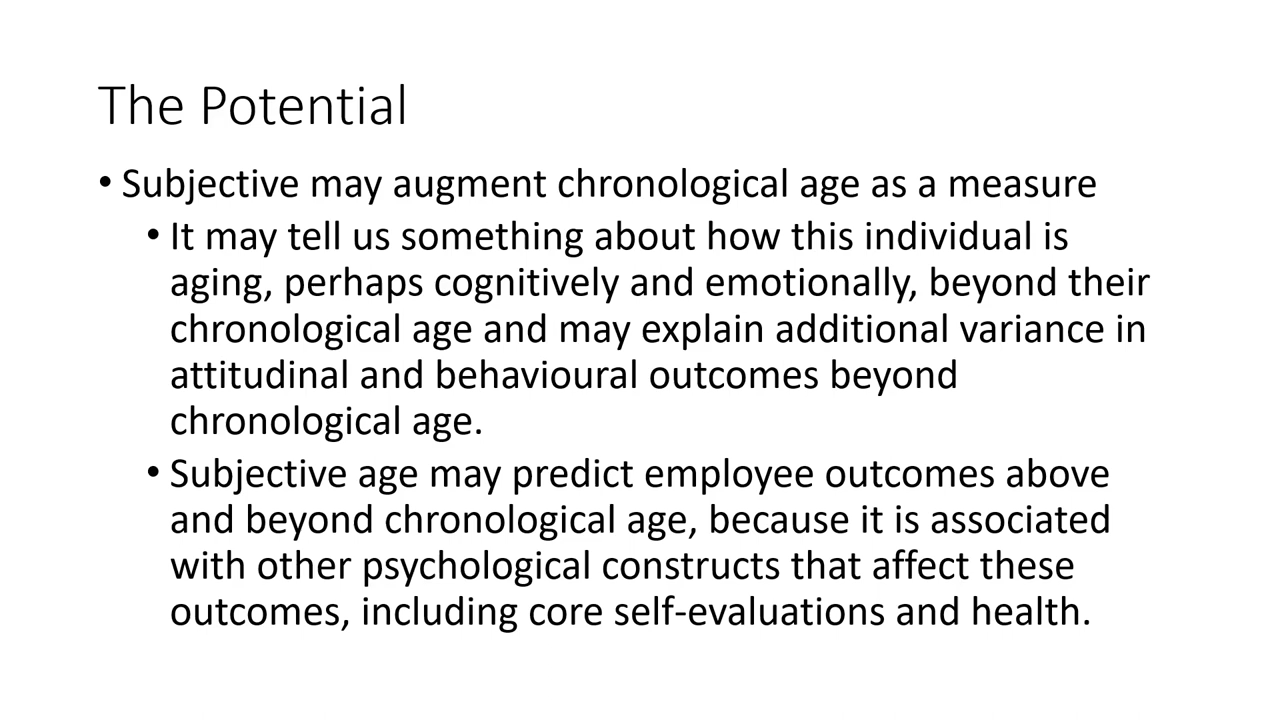 The Potential
• Subjective may augment chronological age as a measure
• It may tell us something about how this individual is
aging, perhaps cognitively and emotionally, beyond their
chronological age and may explain additional variance in
attitudinal and behavioural outcomes beyond
chronological age.
• Subjective age may predict employee outcomes above
and beyond chronological age, because it is associated
with other psychological constructs that affect these
outcomes, including core self-evaluations and health.